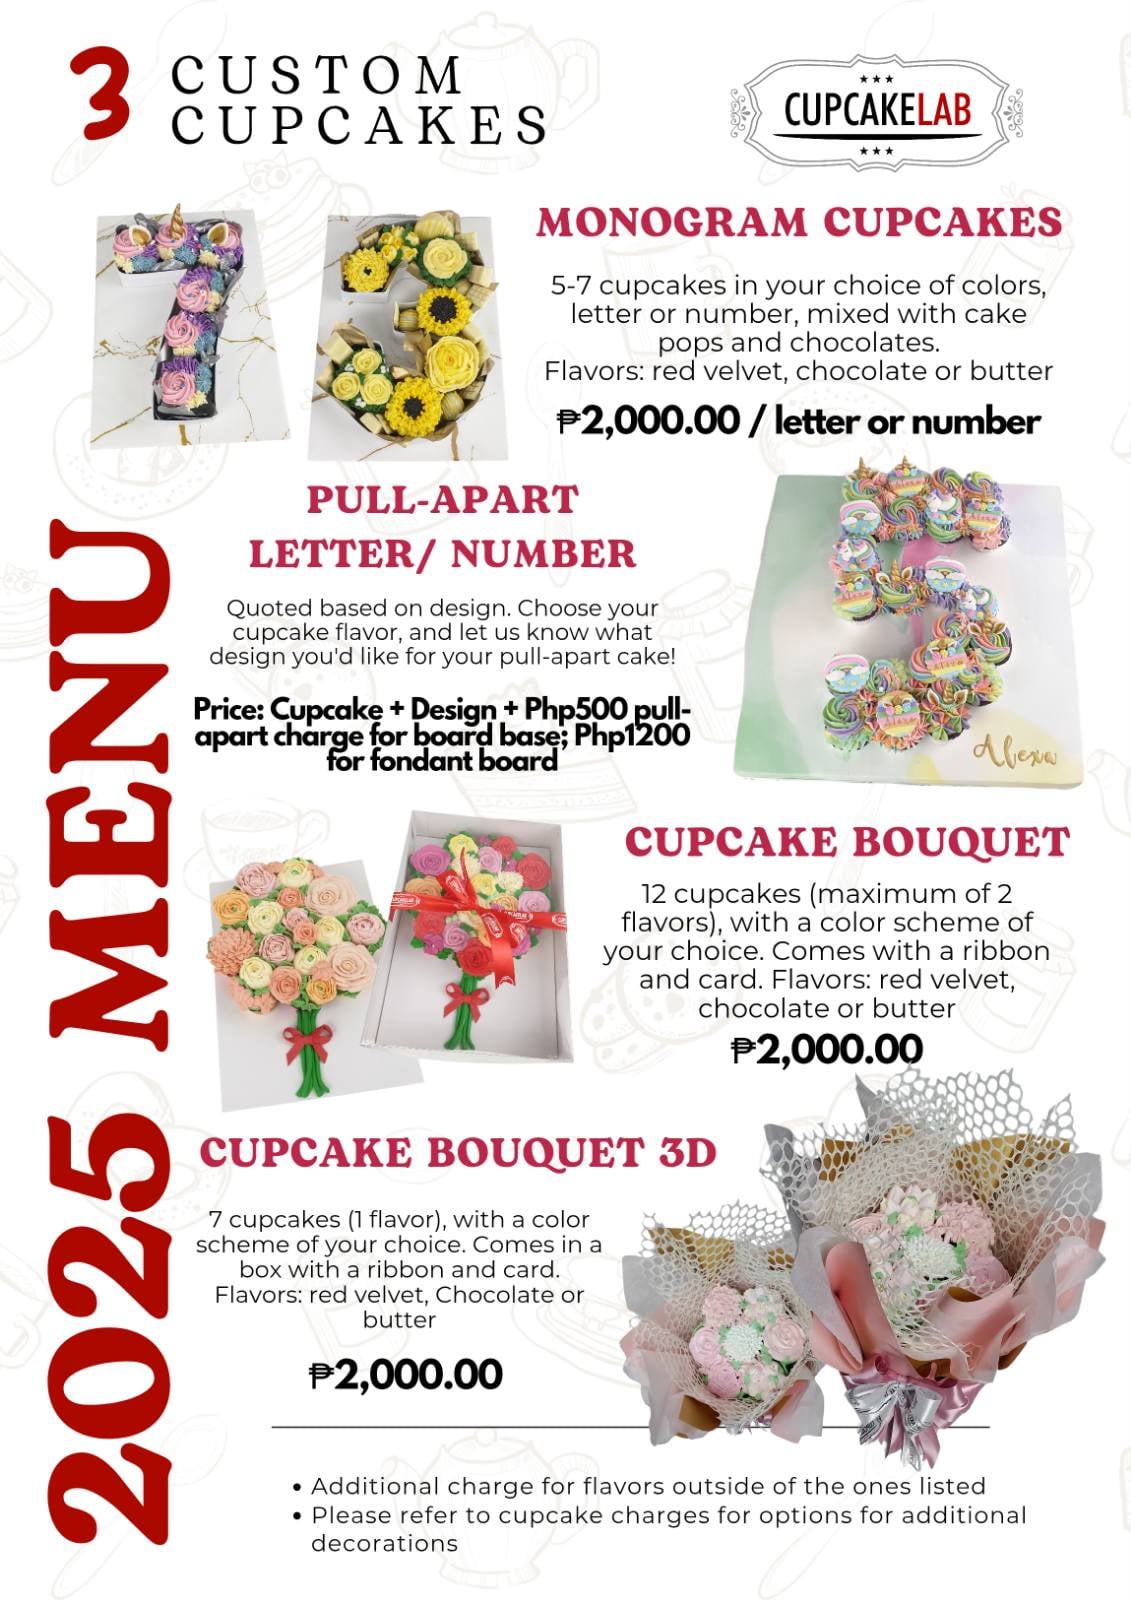 3 CUSTOM
CUPCAKES
★★★
CUPCAKELAB
★★★
MONOGRAM CUPCAKES
5-7 cupcakes in your choice of colors,
letter or number, mixed with cake
pops and chocolates.
Flavors: red velvet, chocolate or butter
₱2,000.00 / letter or number
PULL-APART
LETTER/ NUMBER
Quoted based on design. Choose your
cupcake flavor, and let us know what
design you'd like for your pull-apart cake!
Price: Cupcake + Design + Php500 pull-
apart charge for board base; Php1200
for fondant board
Alexa
CUPCAKE BOUQUET
12 cupcakes (maximum of 2
flavors), with a color scheme of
your choice. Comes with a ribbon
and card. Flavors: red velvet,
chocolate or butter
₱2,000.00
CUPCAKE BOUQUET 3D
7 cupcakes (1 flavor), with a color
scheme of your choice. Comes in a
box with a ribbon and card.
Flavors: red velvet, Chocolate or
butter
₱2,000.00
• Additional charge for flavors outside of the ones listed
• Please refer to cupcake charges for options for additional
decorations
2025 MENU